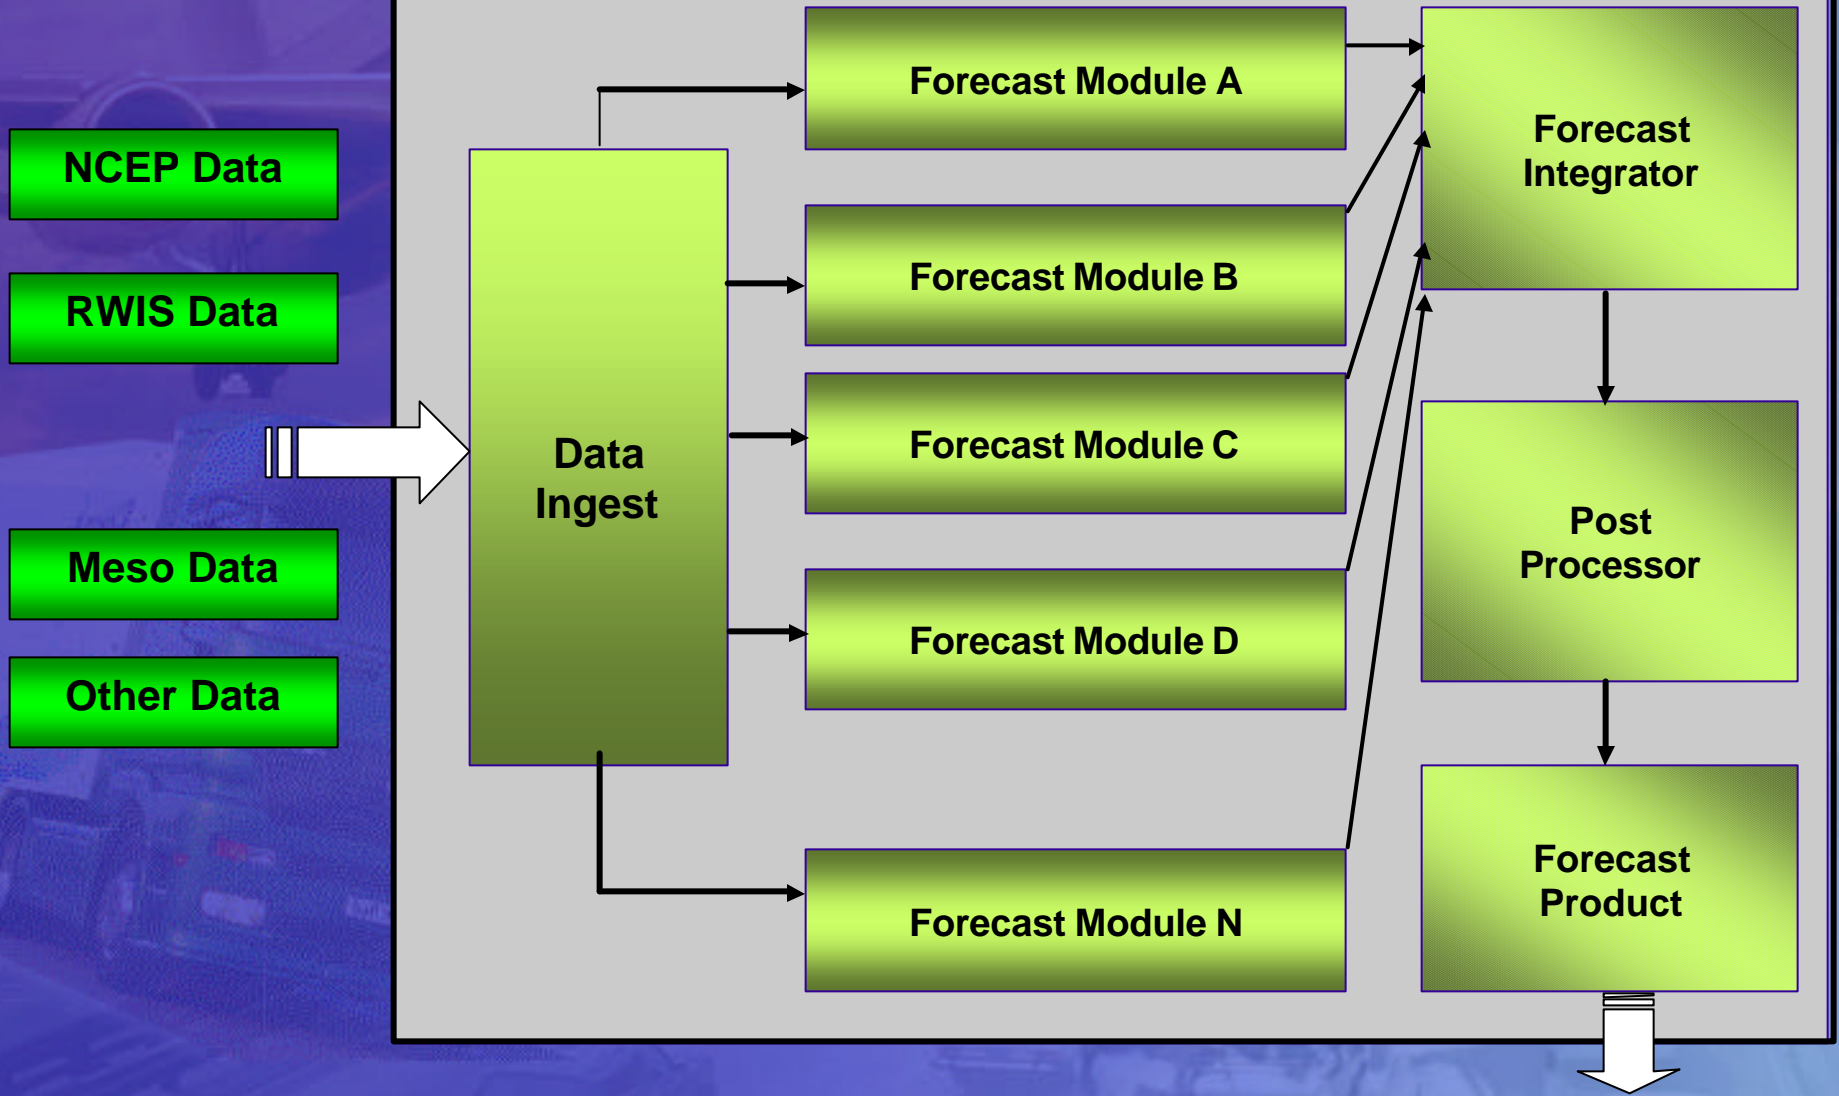 NCEP Data
RWIS Data
Meso Data
Other Data
Data
Ingest
Forecast Module A
Forecast Module B
Forecast Module C
Forecast Module D
Forecast Module N
Forecast
Integrator
Post
Processor
Forecast
Product